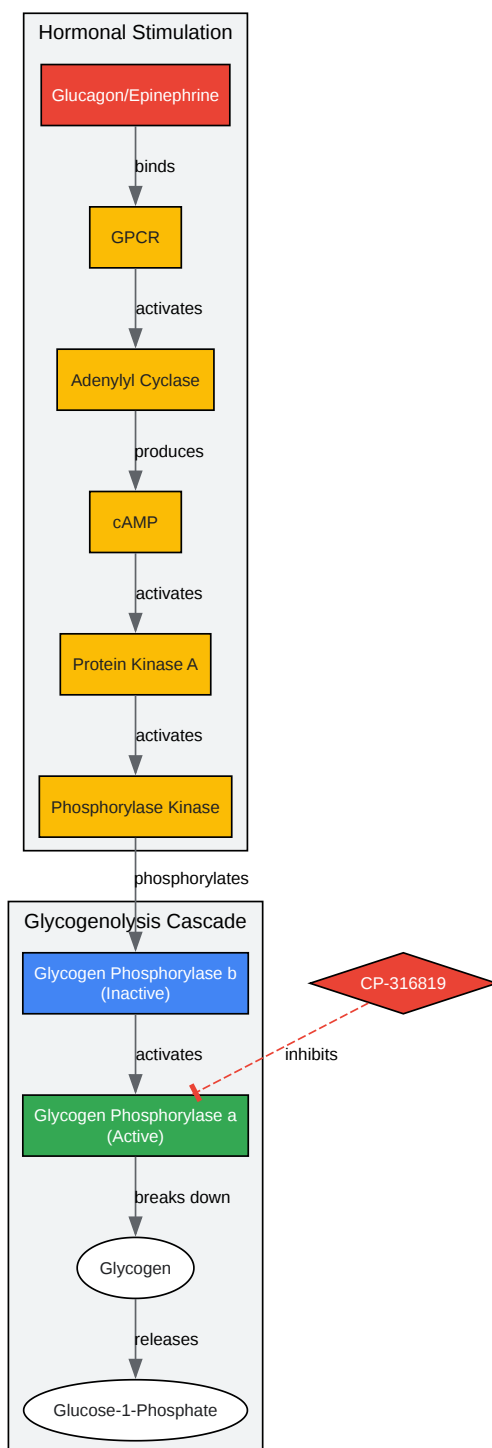 Hormonal Stimulation
Glucagon/Epinephrine
binds
GPCR
activates
Adenylyl Cyclase
produces
cAMP
activates
Protein Kinase A
activates
Phosphorylase Kinase
phosphorylates
Glycogenolysis Cascade
Glycogen Phosphorylase b
(Inactive)
CP-316819
activates
inhibits
Glycogen Phosphorylase a
(Active)
breaks down
Glycogen
releases
Glucose-1-Phosphate